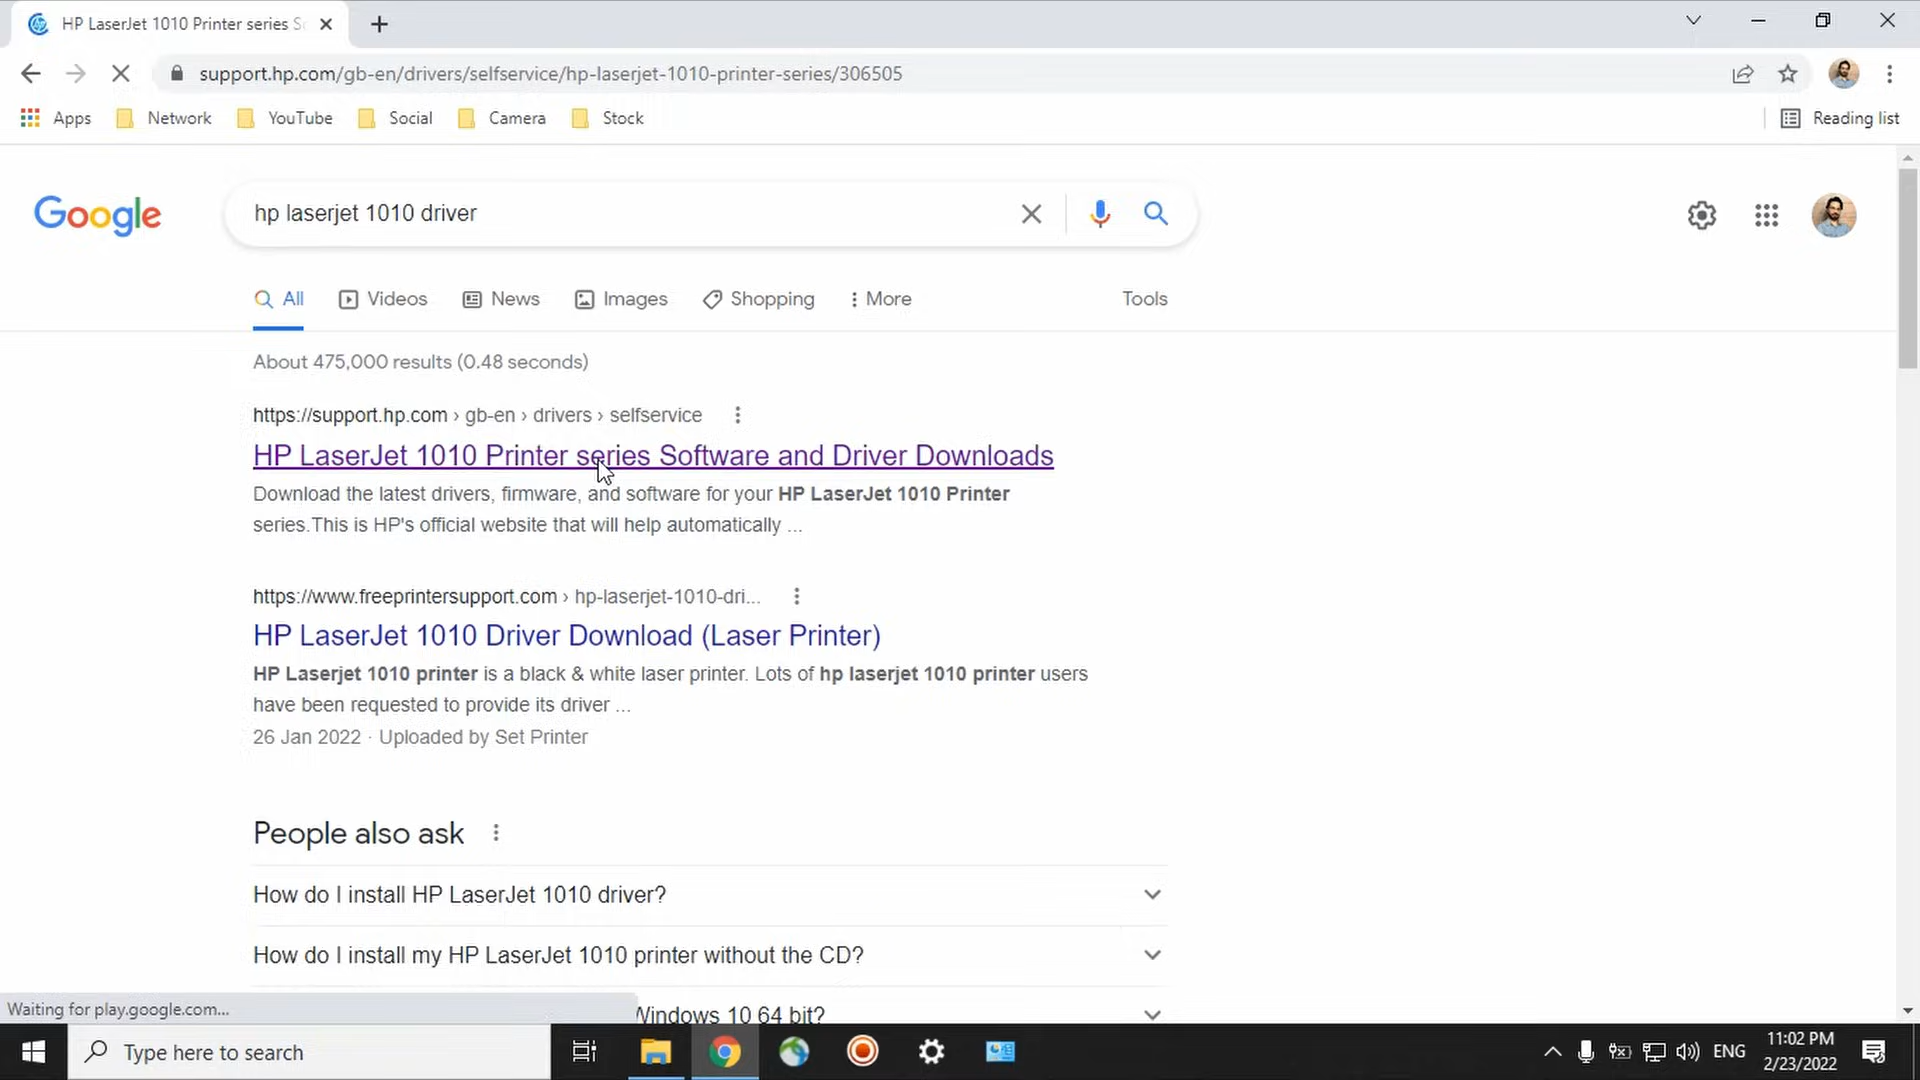 HP LaserJet 1010 Printer series S
support.hp.com/gb-en/drivers/selfservice/hp-laserjet-1010-printer-series/306505
Apps Network YouTube Social Camera Stock Reading list
Google hp laserjet 1010 driver
All Videos News Images Shopping More Tools
About 475,000 results (0.48 seconds)
https://support.hp.com › gb-en › drivers › selfservice
HP LaserJet 1010 Printer series Software and Driver Downloads
Download the latest drivers, firmware, and software for your HP LaserJet 1010 Printer
series.This is HP's official website that will help automatically ...
https://www.freeprintersupport.com › hp-laserjet-1010-dri...
HP LaserJet 1010 Driver Download (Laser Printer)
HP Laserjet 1010 printer is a black & white laser printer. Lots of hp laserjet 1010 printer users
have been requested to provide its driver ...
26 Jan 2022 · Uploaded by Set Printer
People also ask
How do I install HP LaserJet 1010 driver?
How do I install my HP LaserJet 1010 printer without the CD?
Windows 10 64 bit?
Waiting for play.google.com...
Type here to search
ENG
11:02 PM
2/23/2022